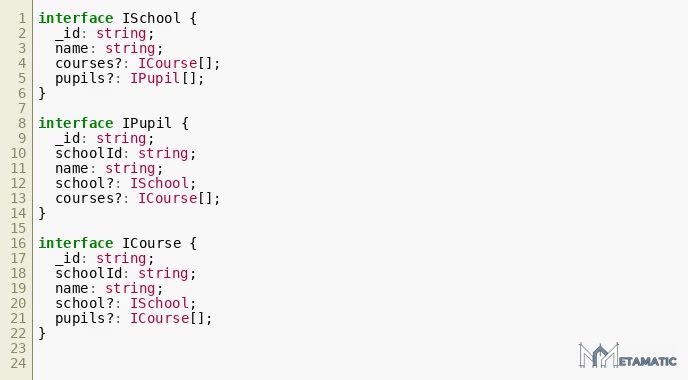 1 interface ISchool {
2   _id: string;
3   name: string;
4   courses?: ICourse[];
5   pupils?: IPupil[];
6 }
7
8 interface IPupil {
9   _id: string;
10   schoolId: string;
11   name: string;
12   school?: ISchool;
13   courses?: ICourse[];
14 }
15
16 interface ICourse {
17   _id: string;
18   schoolId: string;
19   name: string;
20   school?: ISchool;
21   pupils?: ICourse[];
22 }
23
24
METAMATIC